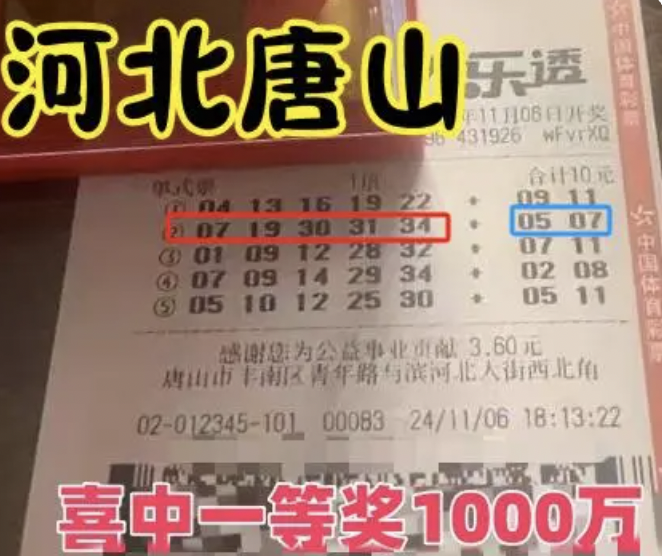 河北唐山
乐透
年11月06日开奖
96 431926 wFvrXQ
单式票 1倍 合计10元
① 04 13 16 19 22 + 09 11
② 07 19 30 31 34 + 05 07
③ 01 09 12 28 32 + 07 11
④ 07 09 14 29 34 + 02 08
⑤ 05 10 12 25 30 + 05 11
感谢您为公益事业贡献 3.60元
唐山市丰南区青年路与滨河北大街西北角
02-012345-101 00083 24/11/06 18:13:22
喜中一等奖1000万
中国体育彩票
中国体育彩票